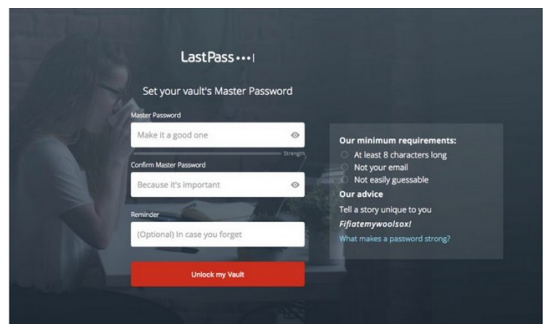 LastPass•••|
Set your vault's Master Password
Master Password
Make it a good one
Strength
Confirm Master Password
Because it's important
Reminder
(Optional) In case you forget
Unlock my Vault
Our minimum requirements:
At least 8 characters long
Not your email
Not easily guessable
Our advice
Tell a story unique to you
Fifiatemywoolsox!
What makes a password strong?